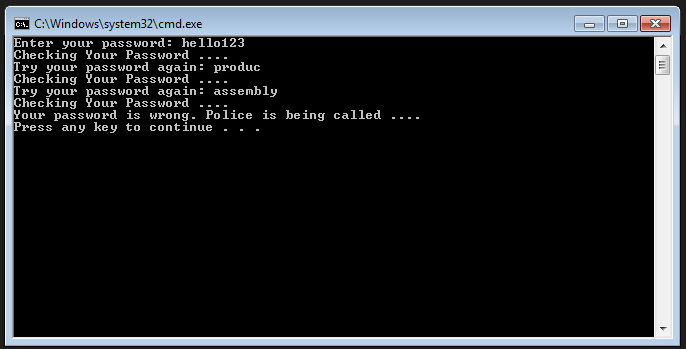 C:\Windows\system32\cmd.exe
Enter your password: hello123
Checking Your Password ....
Try your password again: produc
Checking Your Password ....
Try your password again: assembly
Checking Your Password ....
Your password is wrong. Police is being called ....
Press any key to continue . . .